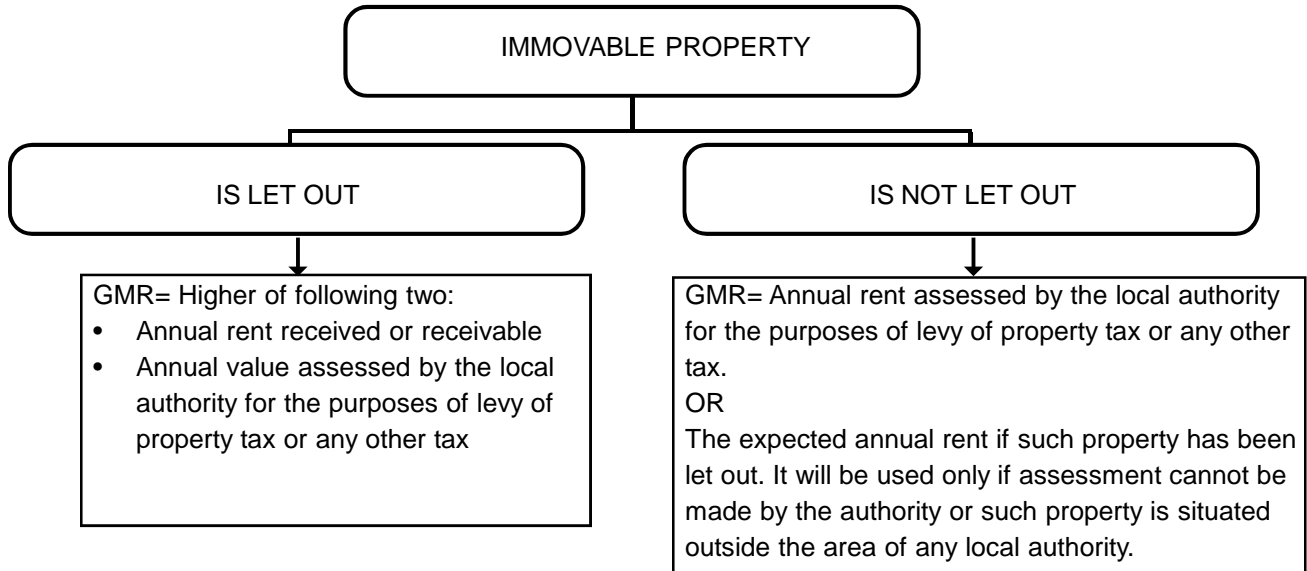 IMMOVABLE PROPERTY
IS LET OUT
IS NOT LET OUT
GMR= Higher of following two:
• Annual rent received or receivable
• Annual value assessed by the local
authority for the purposes of levy of
property tax or any other tax
GMR= Annual rent assessed by the local authority
for the purposes of levy of property tax or any other
tax.
OR
The expected annual rent if such property has been
let out. It will be used only if assessment cannot be
made by the authority or such property is situated
outside the area of any local authority.